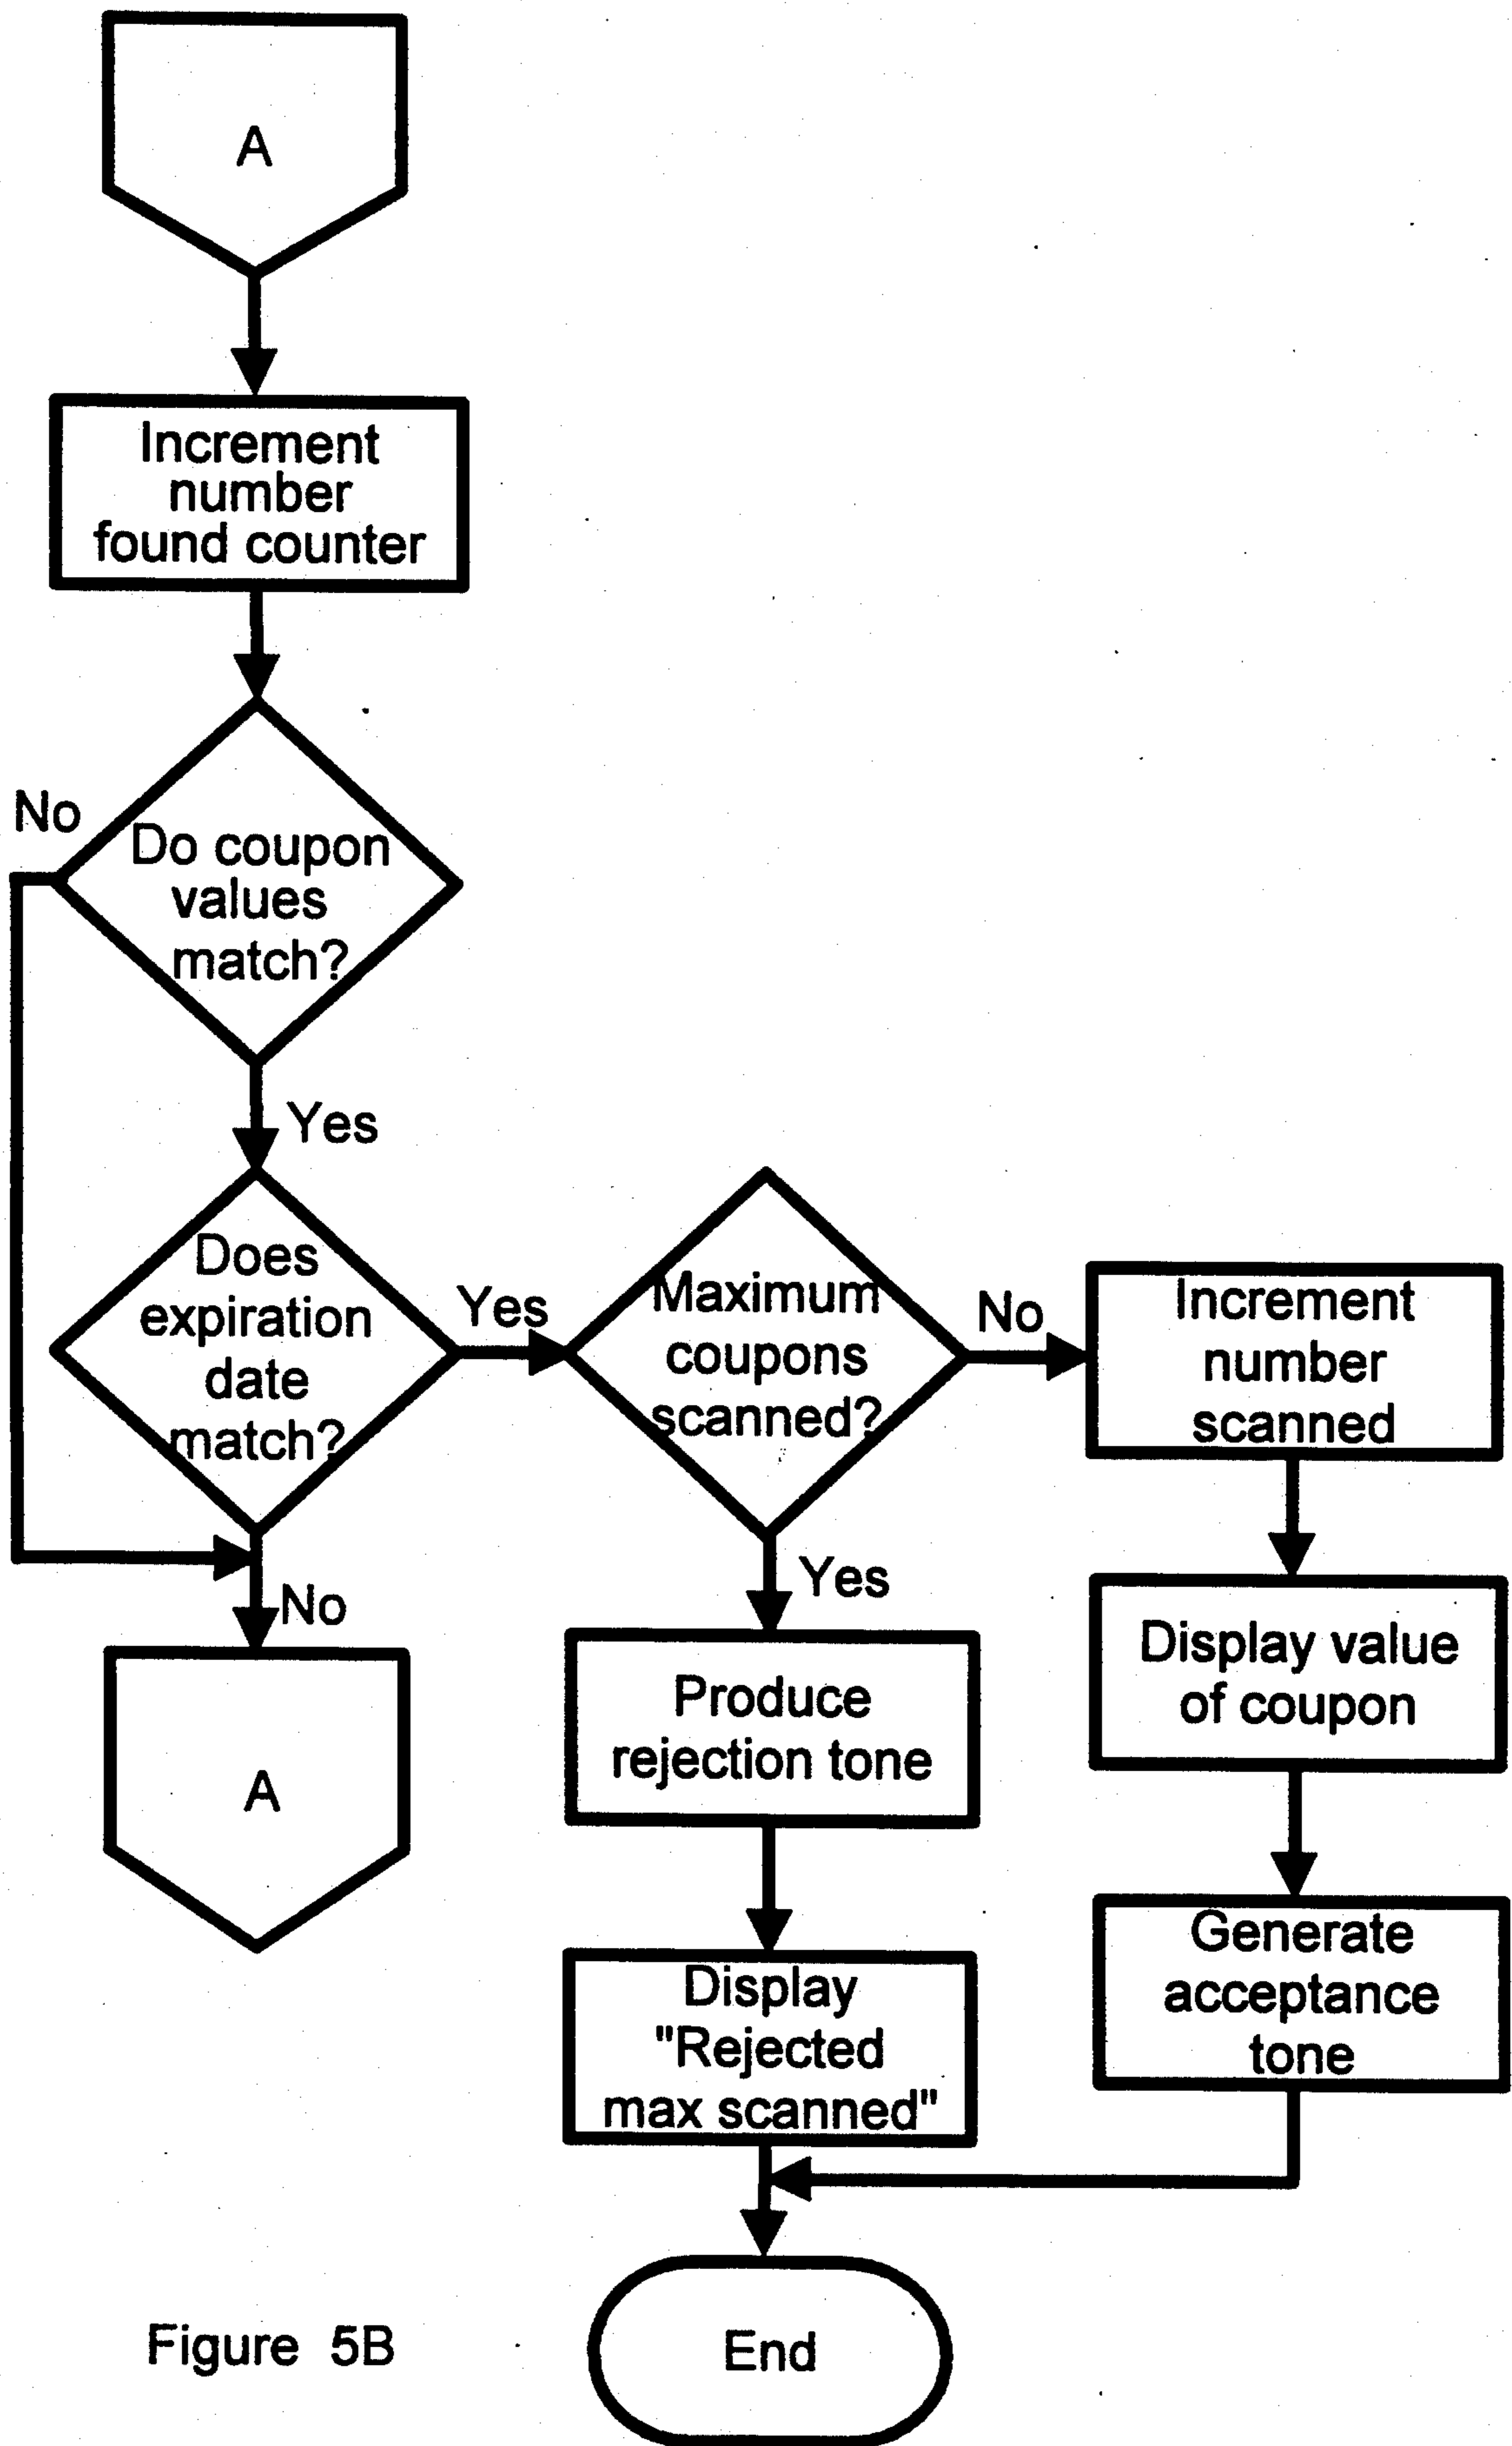 A
Increment
number
found counter
No
Do coupon
values
match?
Yes
Does
expiration
date
match?
Yes
Maximum
coupons
scanned?
No
Increment
number
scanned
No
Yes
A
Produce
rejection tone
Display value
of coupon
Display
"Rejected
max scanned"
Generate
acceptance
tone
Figure 5B
End